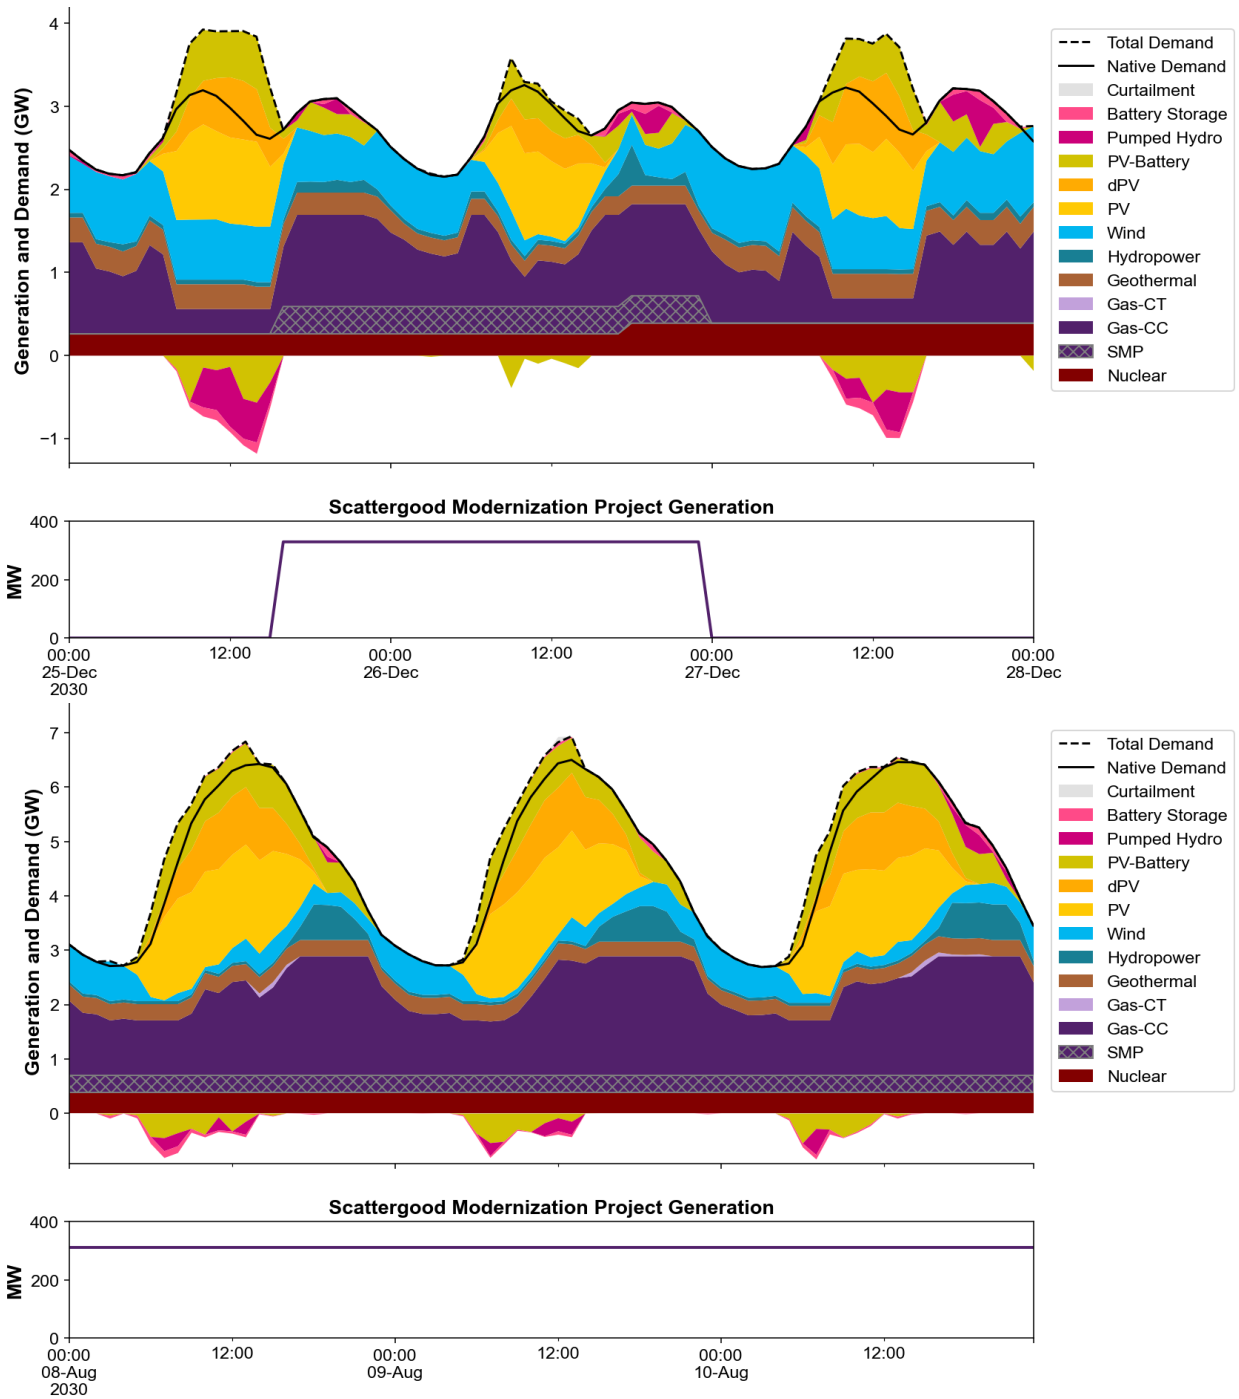 Generation and Demand (GW)
4
3
2
1
0
−1
Total Demand
Native Demand
Curtailment
Battery Storage
Pumped Hydro
PV-Battery
dPV
PV
Wind
Hydropower
Geothermal
Gas-CT
Gas-CC
SMP
Nuclear
Scattergood Modernization Project Generation
MW
400
200
0
00:00 12:00 00:00 12:00 00:00 12:00 00:00
25-Dec 26-Dec 27-Dec 28-Dec
2030
Generation and Demand (GW)
7
6
5
4
3
2
1
0
Total Demand
Native Demand
Curtailment
Battery Storage
Pumped Hydro
PV-Battery
dPV
PV
Wind
Hydropower
Geothermal
Gas-CT
Gas-CC
SMP
Nuclear
Scattergood Modernization Project Generation
MW
400
200
0
00:00 12:00 00:00 12:00 00:00 12:00
08-Aug 09-Aug 10-Aug
2030